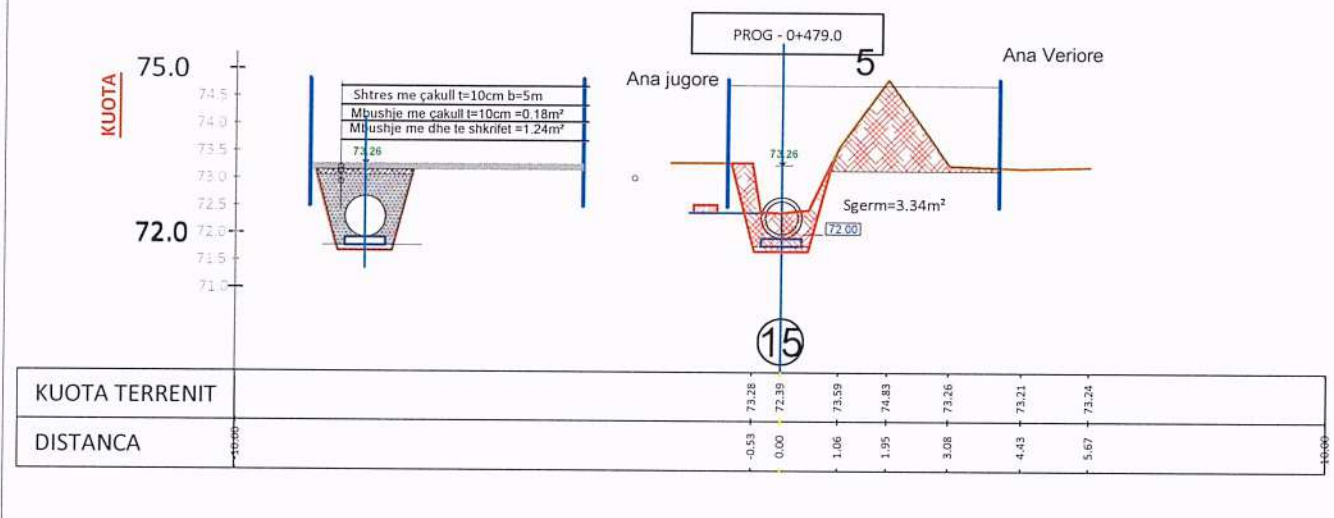 PROG - 0+479.0
5
Ana Veriore
Ana jugore
KUOTA
75.0
74.5
74.0
73.5
73.0
72.5
72.0
72.0
71.5
71.0
Shtres me çakull t=10cm b=5m
Mbushje me çakull t=10cm =0.18m²
Mbushje me dhe te shkrifet =1.24m²
73.26
73.26
Sgerm=3.34m²
72.00
15
KUOTA TERRENIT
73.28 72.39 73.59 74.83 73.26 73.21 73.24
DISTANCA
-10.00 -0.53 0.00 1.06 1.95 3.08 4.43 5.67 10.00